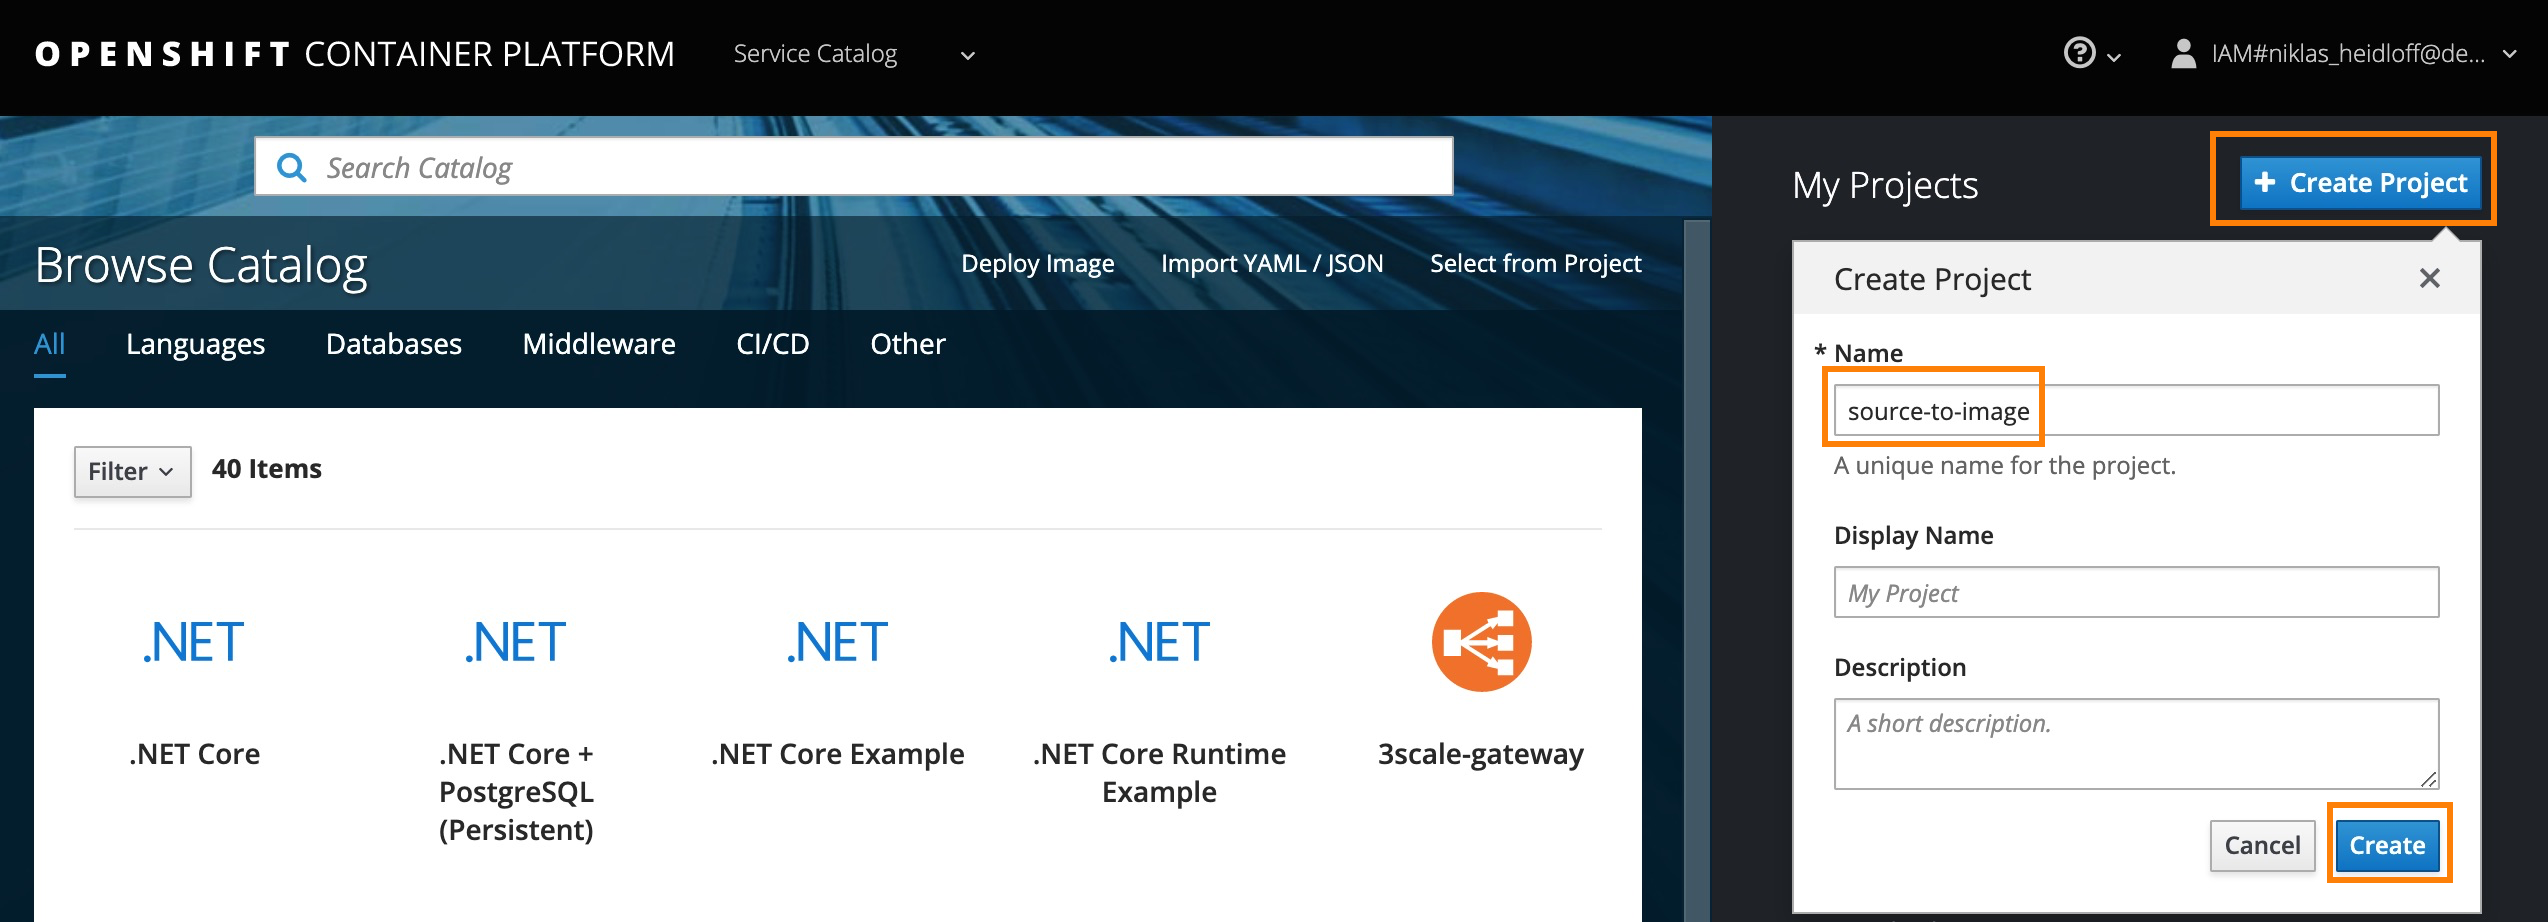 OPENSHIFT CONTAINER PLATFORM
Service Catalog
IAM#niklas_heidloff@de...
Search Catalog
Browse Catalog
Deploy Image
Import YAML / JSON
Select from Project
All
Languages
Databases
Middleware
CI/CD
Other
Filter
40 Items
.NET
.NET
.NET
.NET
.NET Core
.NET Core +
PostgreSQL
(Persistent)
.NET Core Example
.NET Core Runtime
Example
3scale-gateway
My Projects
+ Create Project
Create Project
* Name
source-to-image
A unique name for the project.
Display Name
My Project
Description
A short description.
Cancel
Create